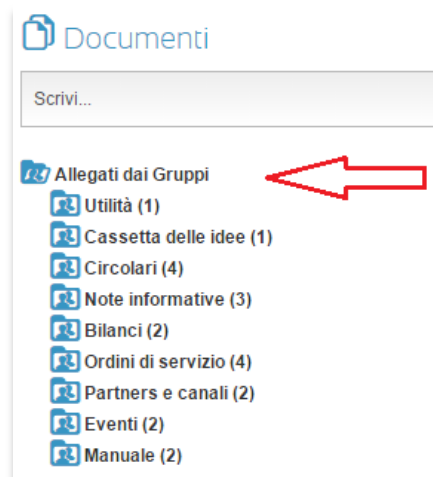 Documenti
Scrivi...
Allegati dai Gruppi
Utilità (1)
Cassetta delle idee (1)
Circolari (4)
Note informative (3)
Bilanci (2)
Ordini di servizio (4)
Partners e canali (2)
Eventi (2)
Manuale (2)